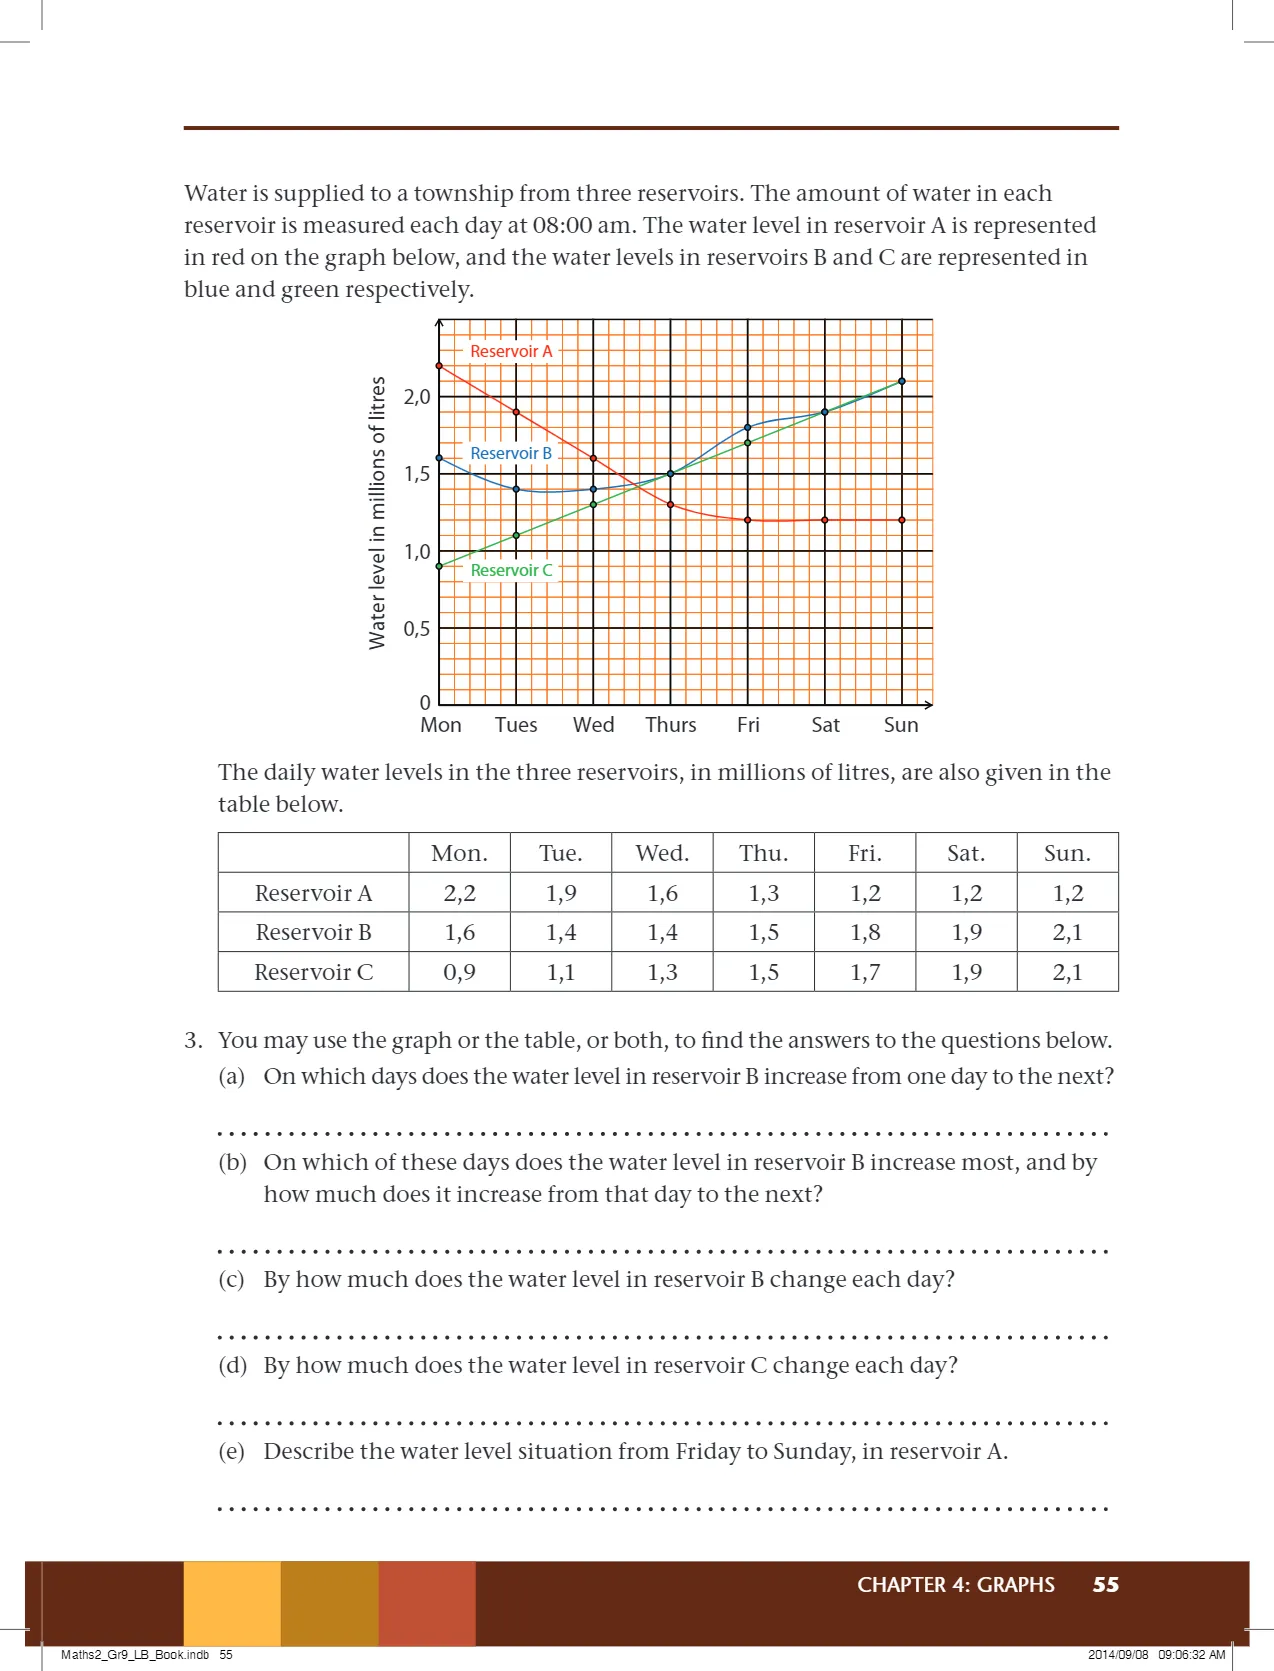 Water is supplied to a township from three reservoirs. The amount of water in each
reservoir is measured each day at 08:00 am. The water level in reservoir A is represented
in red on the graph below, and the water levels in reservoirs B and C are represented in
blue and green respectively.
Water level in millions of litres
Reservoir A
2,0
Reservoir B
1,5
1,0
Reservoir C
0,5
0
Mon Tues Wed Thurs Fri Sat Sun
The daily water levels in the three reservoirs, in millions of litres, are also given in the
table below.
Mon. Tue. Wed. Thu. Fri. Sat. Sun.
Reservoir A 2,2 1,9 1,6 1,3 1,2 1,2 1,2
Reservoir B 1,6 1,4 1,4 1,5 1,8 1,9 2,1
Reservoir C 0,9 1,1 1,3 1,5 1,7 1,9 2,1
3. You may use the graph or the table, or both, to find the answers to the questions below.
(a) On which days does the water level in reservoir B increase from one day to the next?
(b) On which of these days does the water level in reservoir B increase most, and by
how much does it increase from that day to the next?
(c) By how much does the water level in reservoir B change each day?
(d) By how much does the water level in reservoir C change each day?
(e) Describe the water level situation from Friday to Sunday, in reservoir A.
CHAPTER 4: GRAPHS 55
Maths2_Gr9_LB_Book.indb 55 2014/09/08 09:06:32 AM